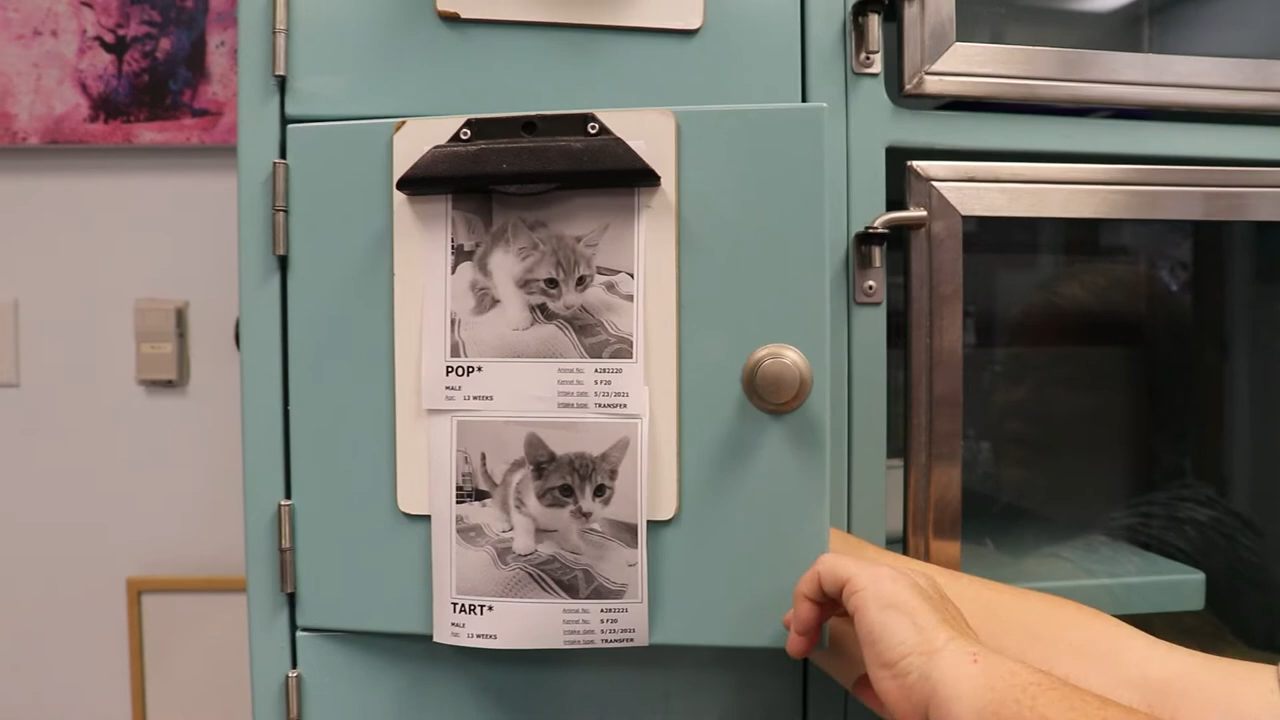 POP*
MALE
Age: 13 WEEKS
Animal No: A282220
Kennel No: S F20
Intake date: 5/23/2021
Intake type: TRANSFER
TART*
MALE
Age: 13 WEEKS
Animal No: A282221
Kennel No: S F20
Intake date: 5/23/2021
Intake type: TRANSFER